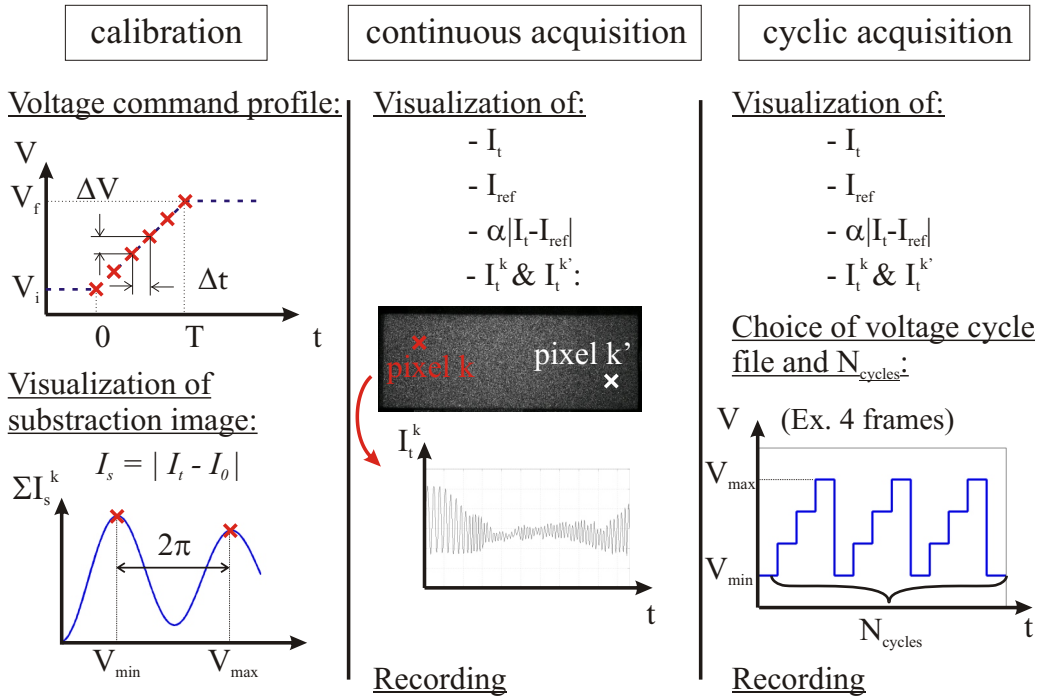 calibration
Voltage command profile:
V
V_f
ΔV
V_i
Δt
0
T
t
Visualization of
substraction image:
I_s = | I_t - I_0 |
ΣI_s^k
2π
V_min
V_max
continuous acquisition
Visualization of:
- I_t
- I_ref
- α|I_t-I_ref|
- I_t^k & I_t^k’:
pixel k
pixel k’
I_t^k
t
Recording
cyclic acquisition
Visualization of:
- I_t
- I_ref
- α|I_t-I_ref|
- I_t^k & I_t^k’
Choice of voltage cycle
file and N_cycles:
V
(Ex. 4 frames)
V_max
V_min
N_cycles
t
Recording